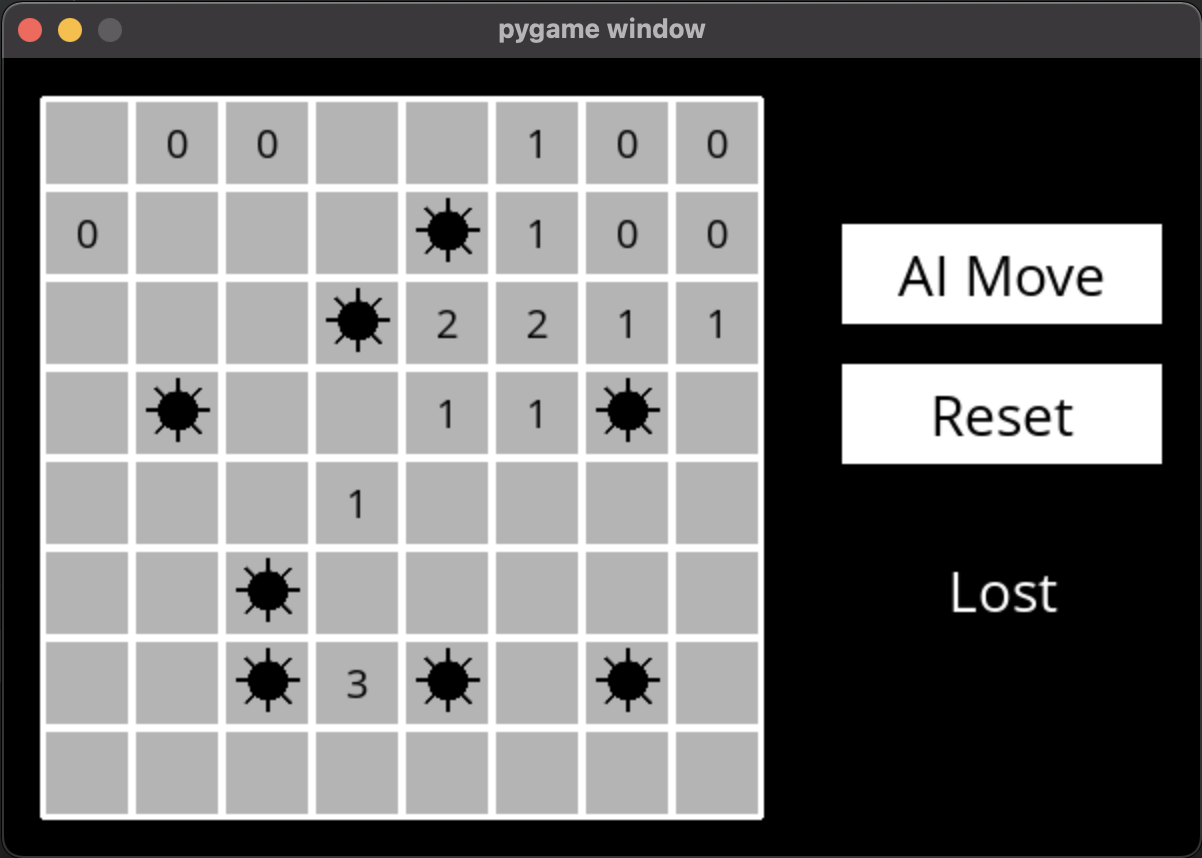 pygame window
0 0 1 0 0
0 1 0 0
AI Move
2 2 1 1
1 1
Reset
1
Lost
3